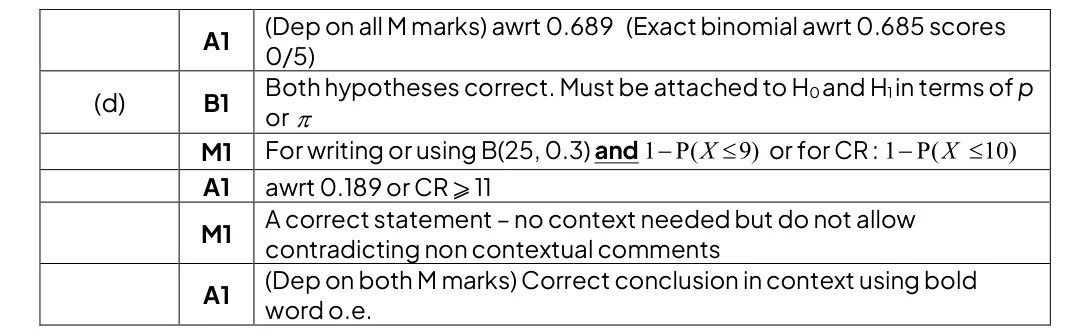 A1 (Dep on all M marks) awrt 0.689 (Exact binomial awrt 0.685 scores
0/5)
(d) B1 Both hypotheses correct. Must be attached to H₀ and H₁ in terms of p
or π
M1 For writing or using B(25, 0.3) and 1−P(X ≤ 9) or for CR : 1−P(X ≤10)
A1 awrt 0.189 or CR ⩾ 11
M1 A correct statement – no context needed but do not allow
contradicting non contextual comments
A1 (Dep on both M marks) Correct conclusion in context using bold
word o.e.